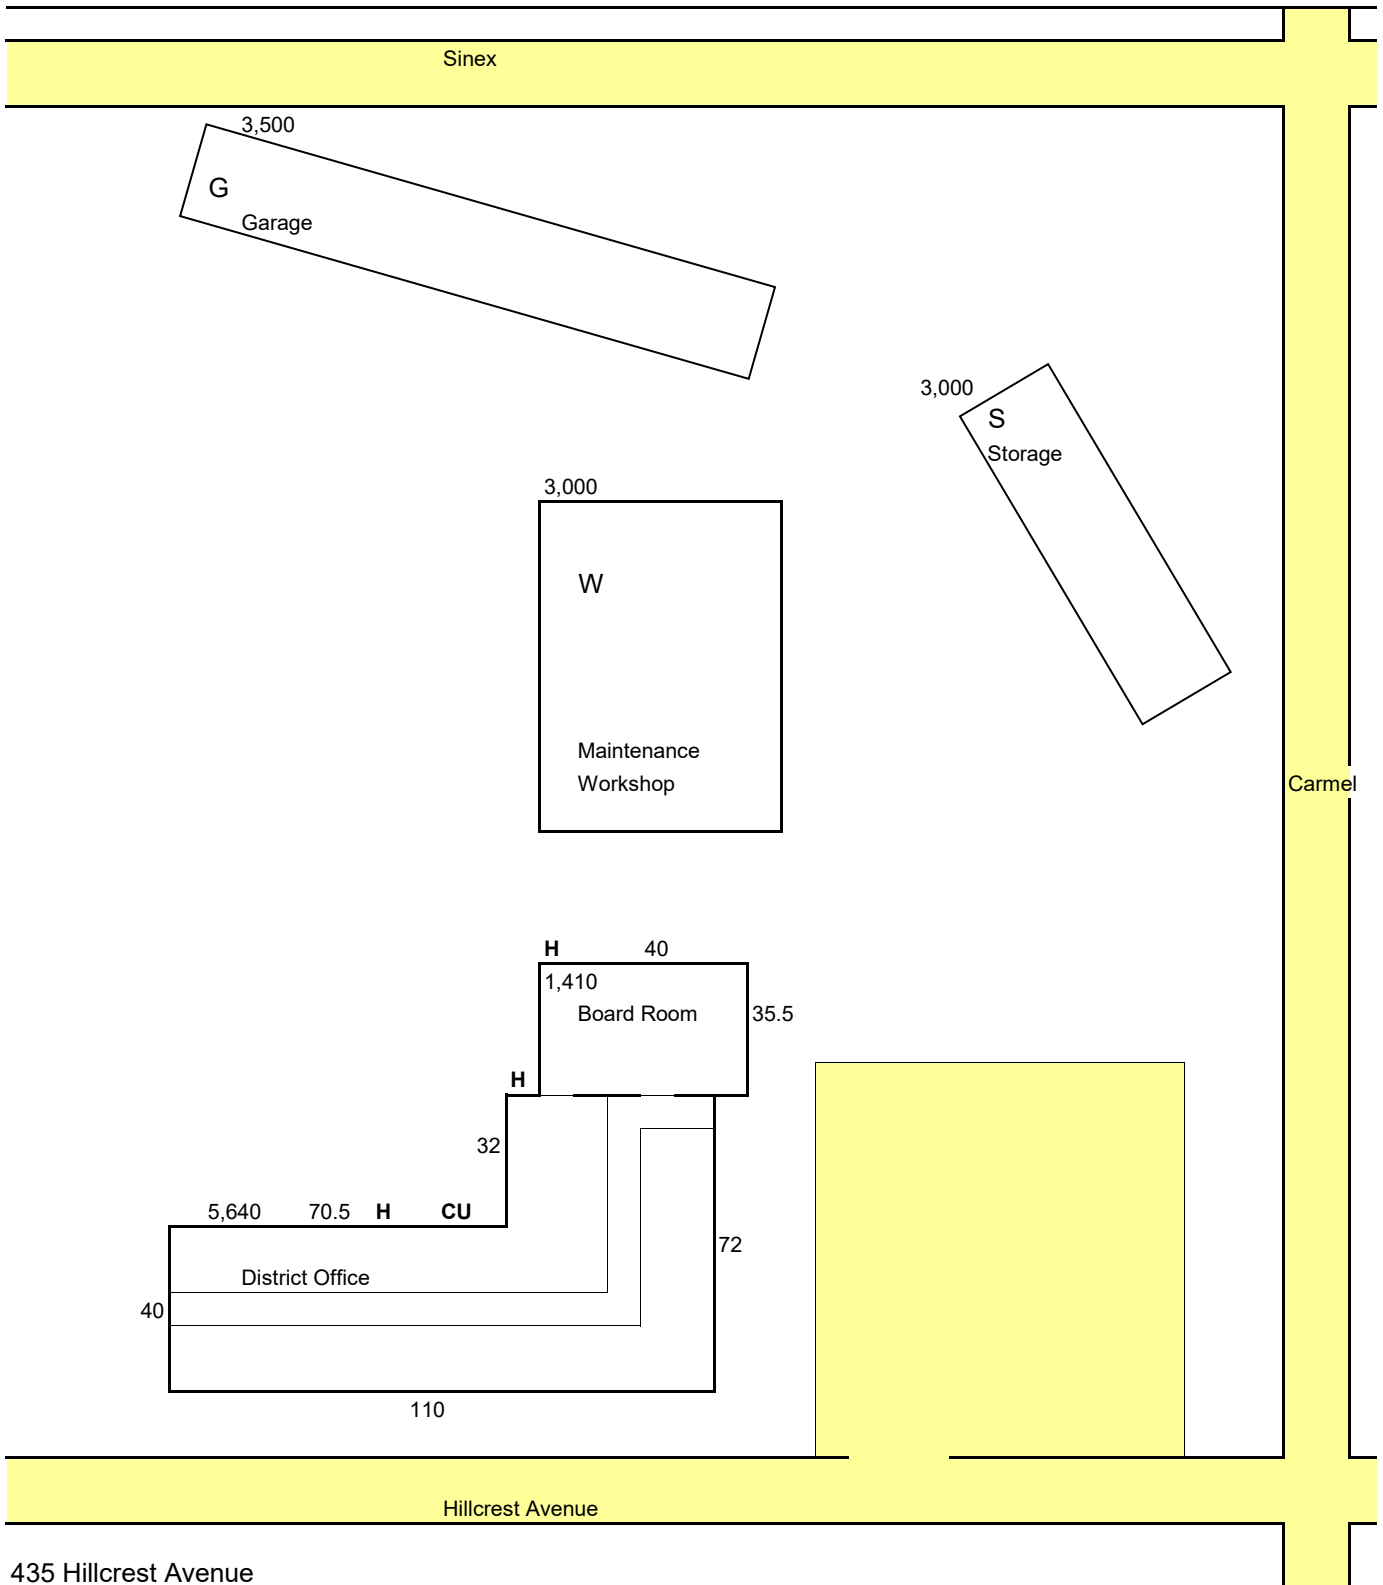 Sinex
3,500
G
Garage
3,000
S
Storage
3,000
W
Maintenance
Workshop
Carmel
H 40
1,410
Board Room 35.5
H
32
5,640 70.5 H CU
72
District Office
40
110
Hillcrest Avenue
435 Hillcrest Avenue